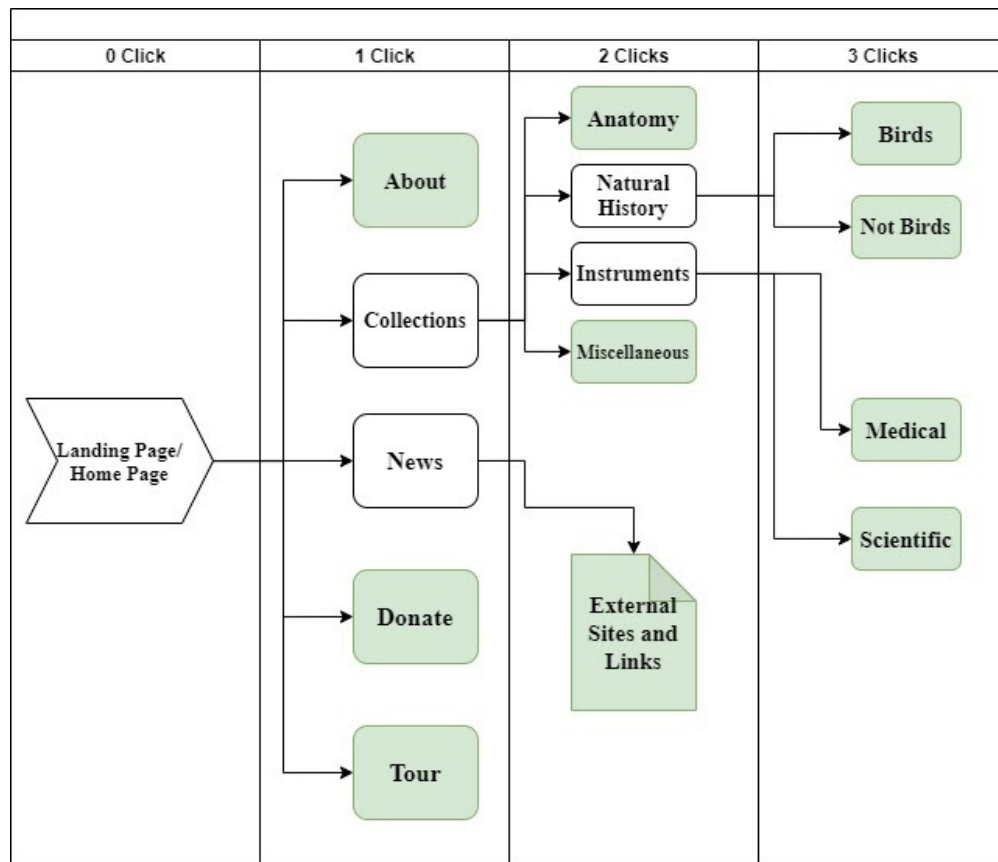 0 Click
1 Click
2 Clicks
3 Clicks
Landing Page/
Home Page
About
Collections
News
Donate
Tour
Anatomy
Natural
History
Instruments
Miscellaneous
External
Sites and
Links
Birds
Not Birds
Medical
Scientific